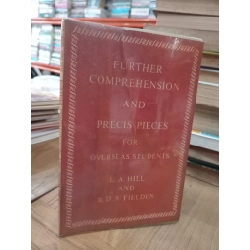 FURTHER
COMPREHENSION
AND
PRECIS PIECES
FOR
OVERSEAS STUDENTS
L. A. HILL
AND
R. D. S. FIELDEN